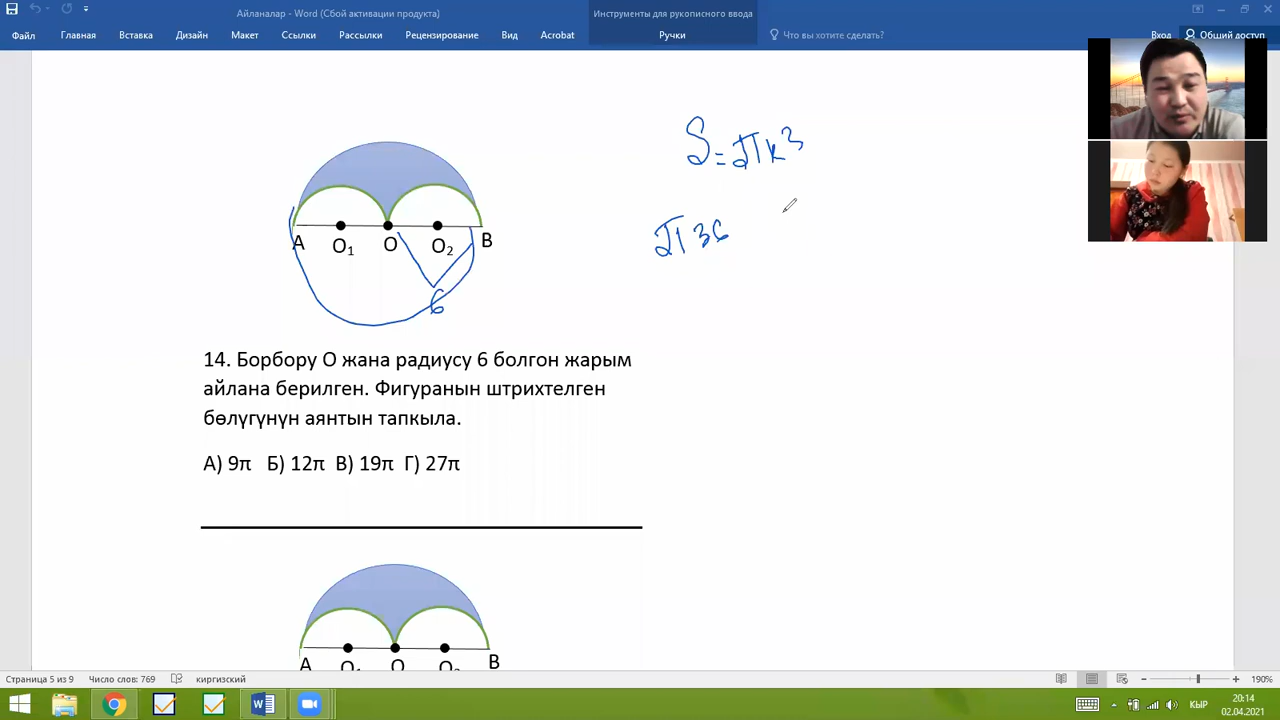 Айланалар - Word (Сбой активации продукта)
Инструменты для рукописного ввода
Файл Главная Вставка Дизайн Макет Ссылки Рассылки Рецензирование Вид Acrobat Ручки Что вы хотите сделать? Вход Общий доступ
S=πк
π36
A O₁ O O₂ B
6
14. Борбору О жана радиусу 6 болгон жарым
айлана берилген. Фигуранын штрихтелген
бөлүгүнүн аянтын тапкыла.
А) 9π Б) 12π В) 19π Г) 27π
A O₁ O O₂ B
Страница 5 из 9 Число слов: 769 киргизский 190%
КЫР
20:14
02.04.2021